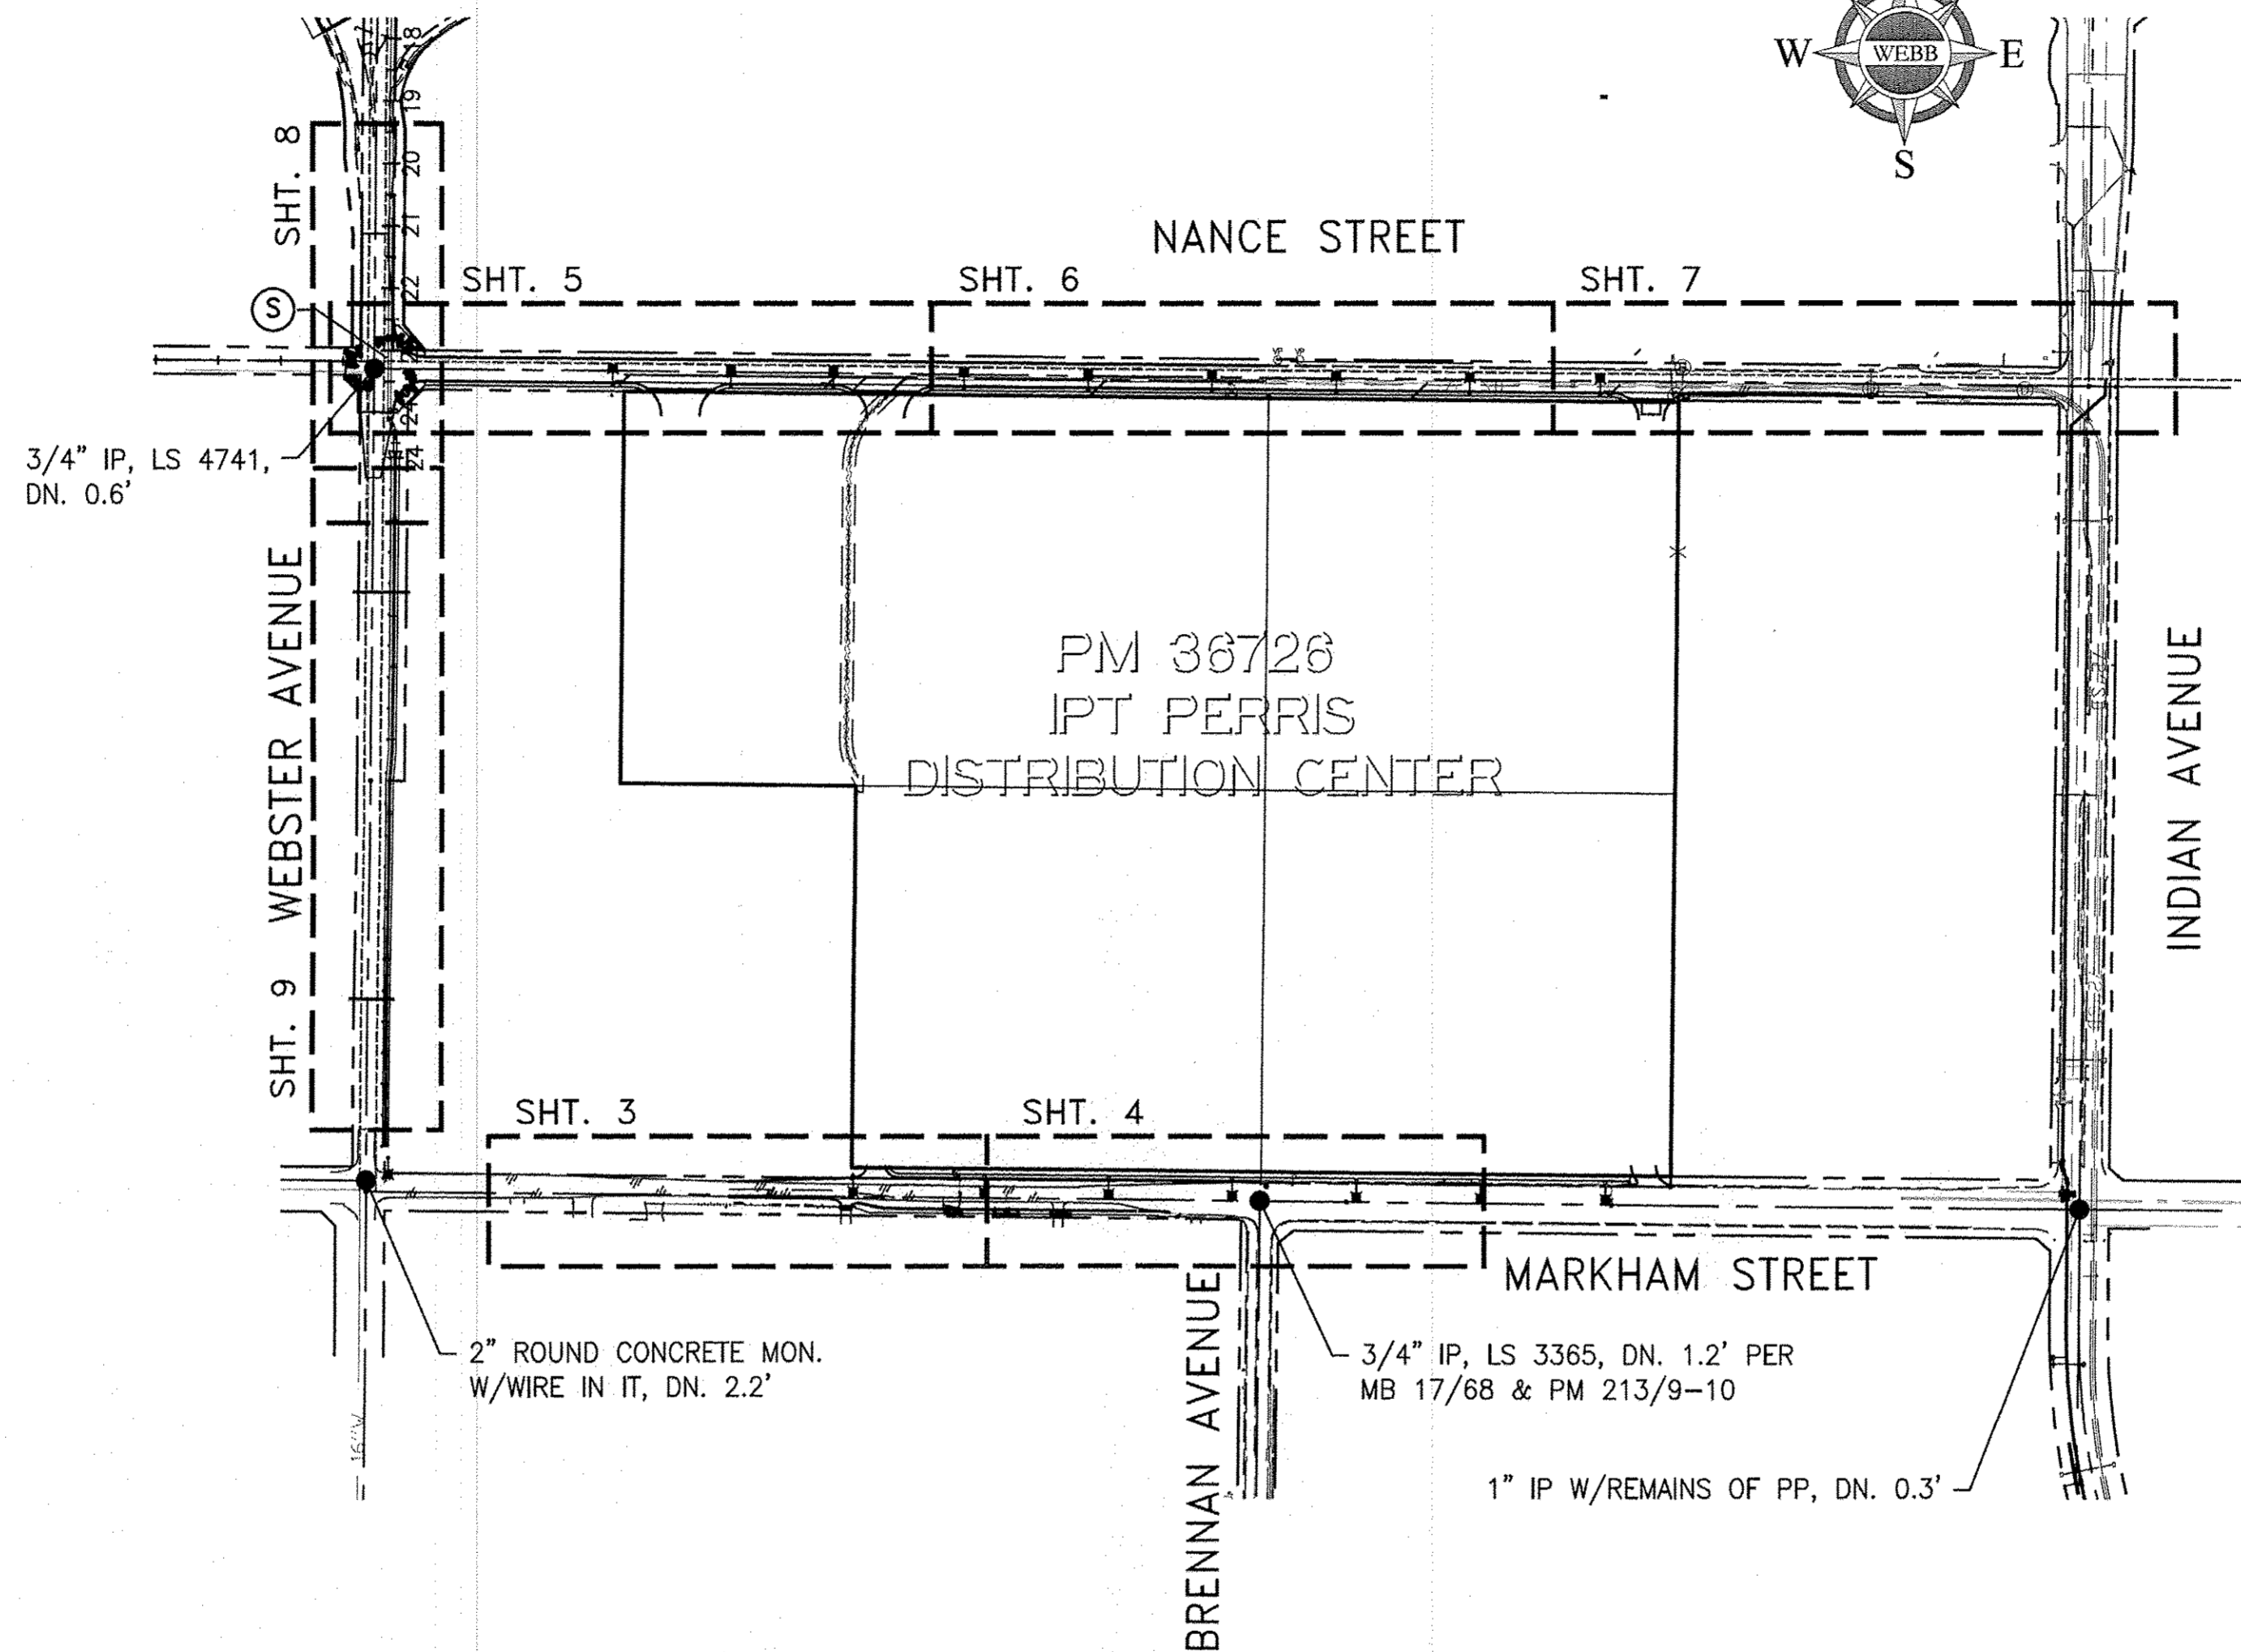 W WEBB E
S
18
19
20
21
22
24
SHT. 8
NANCE STREET
SHT. 5
SHT. 6
SHT. 7
S
3/4" IP, LS 4741,
DN. 0.6'
WEBSTER AVENUE
SHT. 9
PM 36726
IPT PERRIS
DISTRIBUTION CENTER
INDIAN AVENUE
SHT. 3
SHT. 4
MARKHAM STREET
BRENNAN AVENUE
2" ROUND CONCRETE MON.
W/WIRE IN IT, DN. 2.2'
3/4" IP, LS 3365, DN. 1.2' PER
MB 17/68 & PM 213/9-10
1" IP W/REMAINS OF PP, DN. 0.3'
16"W